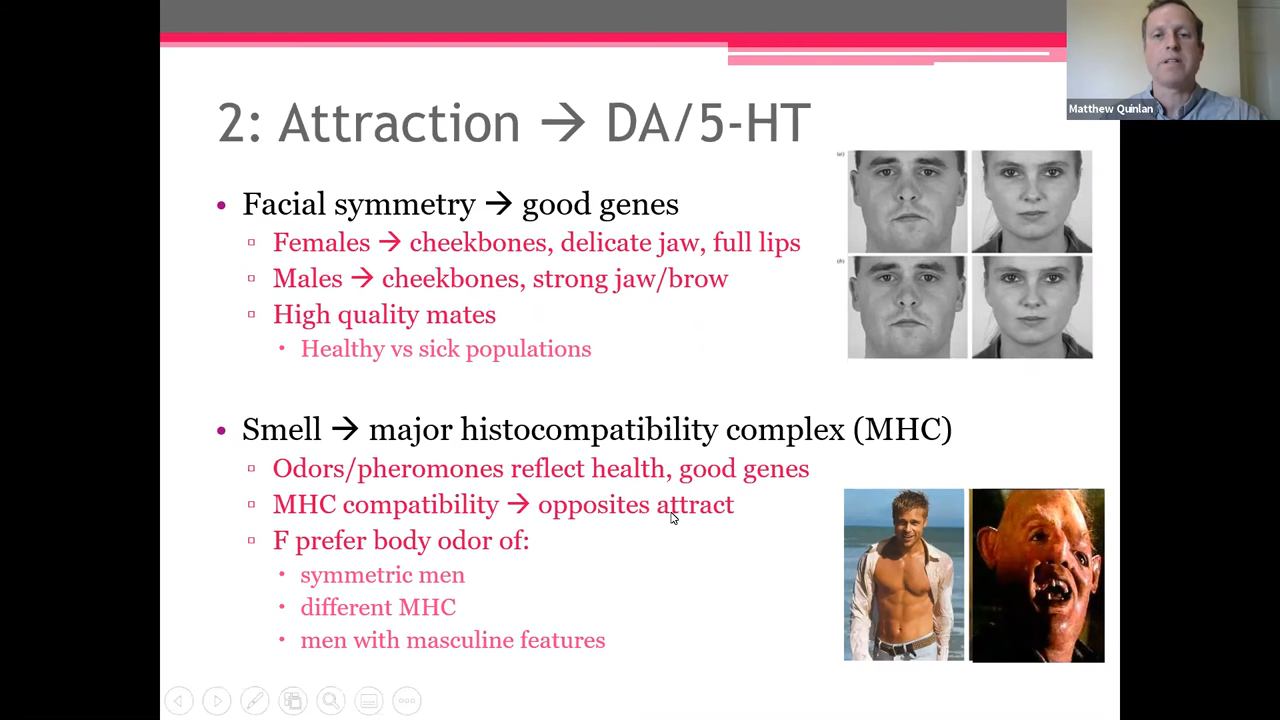 Matthew Quinlan
2: Attraction → DA/5-HT
(a)
(b)
• Facial symmetry → good genes
▫ Females → cheekbones, delicate jaw, full lips
▫ Males → cheekbones, strong jaw/brow
▫ High quality mates
• Healthy vs sick populations
• Smell → major histocompatibility complex (MHC)
▫ Odors/pheromones reflect health, good genes
▫ MHC compatibility → opposites attract
▫ F prefer body odor of:
• symmetric men
• different MHC
• men with masculine features